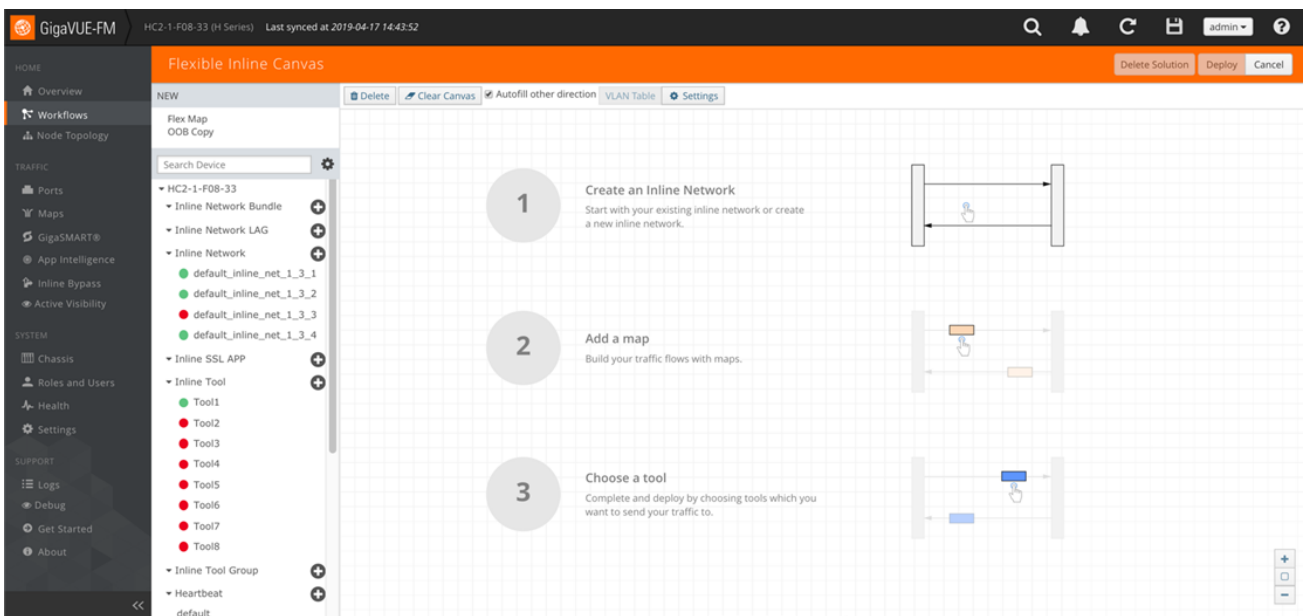 GigaVUE-FM
HC2-1-F08-33 (H Series) Last synced at 2019-04-17 14:43:52
admin
HOME
Overview
Workflows
Node Topology
TRAFFIC
Ports
Maps
GigaSMART®
App Intelligence
Inline Bypass
Active Visibility
SYSTEM
Chassis
Roles and Users
Health
Settings
SUPPORT
Logs
Debug
Get Started
About
Flexible Inline Canvas
Delete Solution
Deploy
Cancel
NEW
Flex Map
OOB Copy
Search Device
HC2-1-F08-33
Inline Network Bundle
Inline Network LAG
Inline Network
default_inline_net_1_3_1
default_inline_net_1_3_2
default_inline_net_1_3_3
default_inline_net_1_3_4
Inline SSL APP
Inline Tool
Tool1
Tool2
Tool3
Tool4
Tool5
Tool6
Tool7
Tool8
Inline Tool Group
Heartbeat
default
Delete
Clear Canvas
Autofill other direction
VLAN Table
Settings
1
Create an Inline Network
Start with your existing inline network or create
a new inline network.
2
Add a map
Build your traffic flows with maps.
3
Choose a tool
Complete and deploy by choosing tools which you
want to send your traffic to.